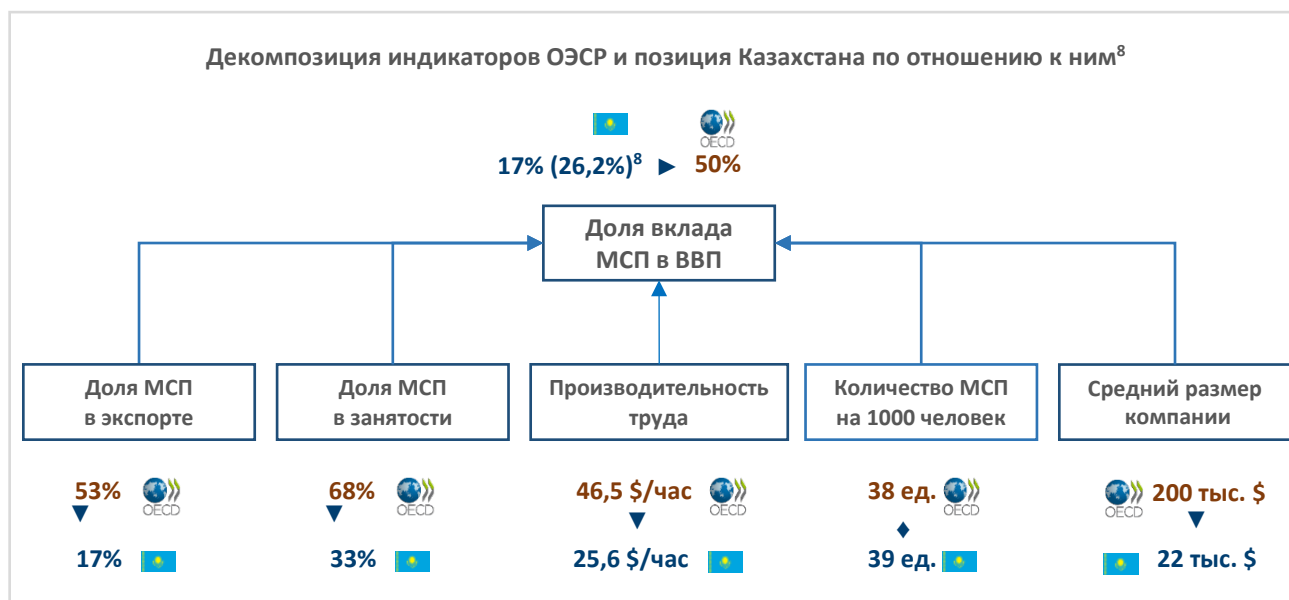 Декомпозиция индикаторов ОЭСР и позиция Казахстана по отношению к ним⁸
OECD
17% (26,2%)⁸ ► 50%
Доля вклада
МСП в ВВП
Доля МСП
в экспорте
Доля МСП
в занятости
Производительность
труда
Количество МСП
на 1000 человек
Средний размер
компании
53% OECD
68% OECD
46,5 $/час OECD
38 ед. OECD
OECD 200 тыс. $
17%
33%
25,6 $/час
39 ед.
22 тыс. $